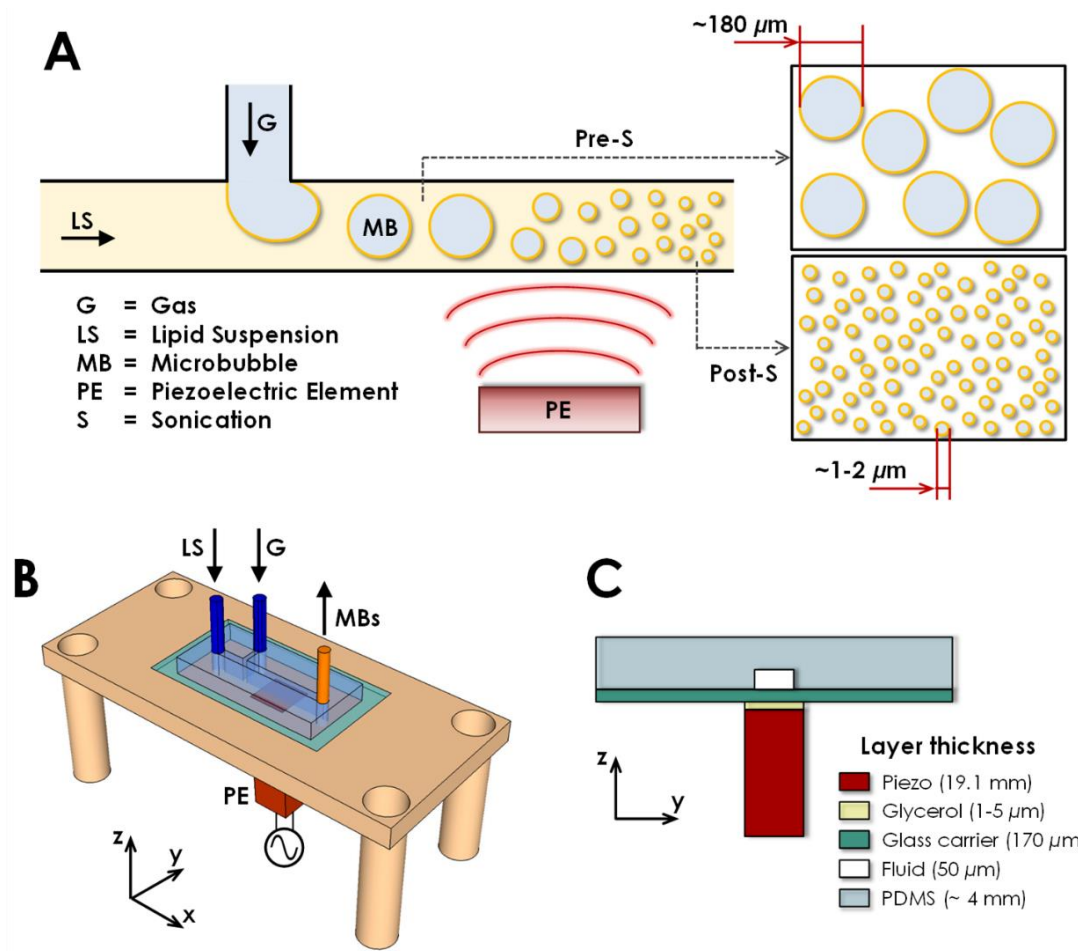 A
~180 µm
G
Pre-S
LS
MB
G = Gas
LS = Lipid Suspension
MB = Microbubble
PE = Piezoelectric Element
S = Sonication
PE
Post-S
~1-2 µm
B
LS
G
MBs
PE
z
y
x
C
z
y
Layer thickness
Piezo (19.1 mm)
Glycerol (1-5 µm)
Glass carrier (170 µm
Fluid (50 µm)
PDMS (~ 4 mm)